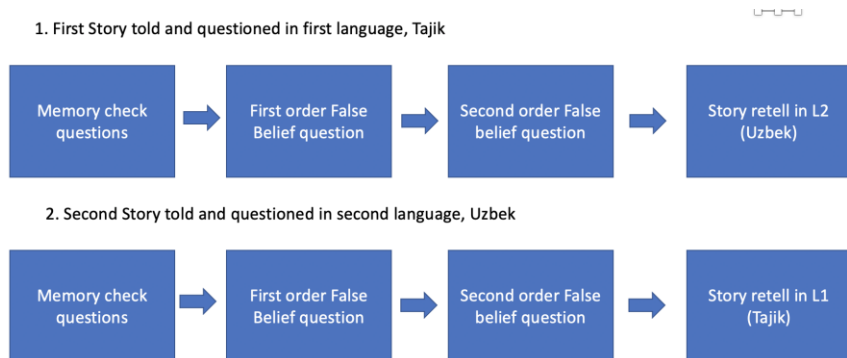 1. First Story told and questioned in first language, Tajik
Memory check
questions
First order False
Belief question
Second order False
belief question
Story retell in L2
(Uzbek)
2. Second Story told and questioned in second language, Uzbek
Memory check
questions
First order False
Belief question
Second order False
belief question
Story retell in L1
(Tajik)